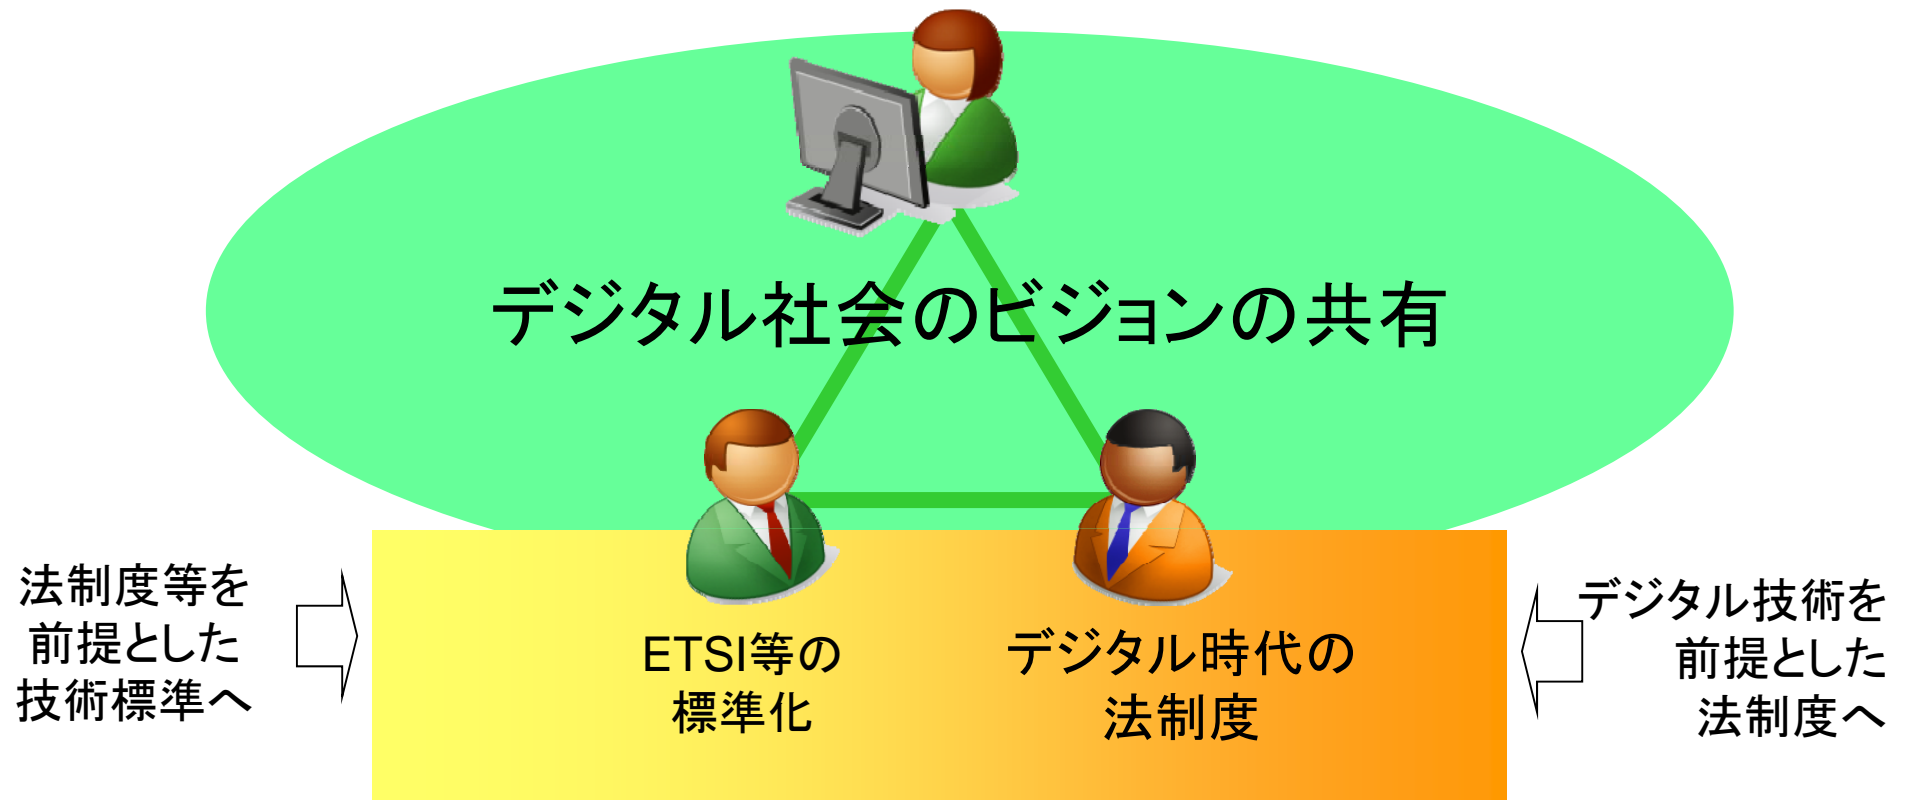 デジタル社会のビジョンの共有
法制度等を
前提とした
技術標準へ
ETSI等の
標準化
デジタル時代の
法制度
デジタル技術を
前提とした
法制度へ